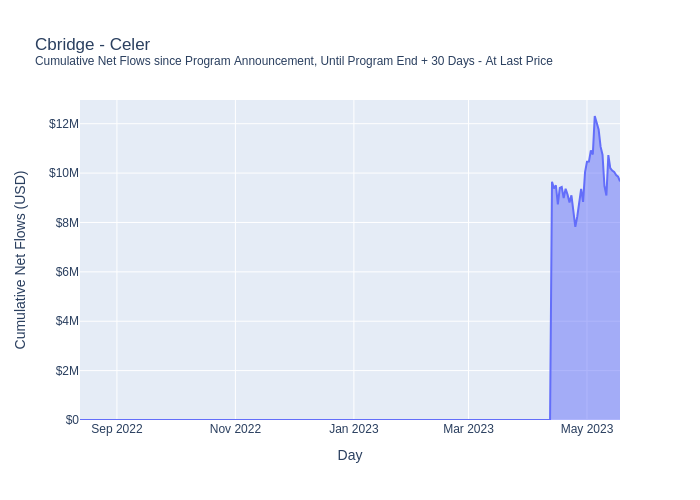 Cbridge - Celer
Cumulative Net Flows since Program Announcement, Until Program End + 30 Days - At Last Price
Cumulative Net Flows (USD)
$12M
$10M
$8M
$6M
$4M
$2M
$0
Sep 2022
Nov 2022
Jan 2023
Mar 2023
May 2023
Day